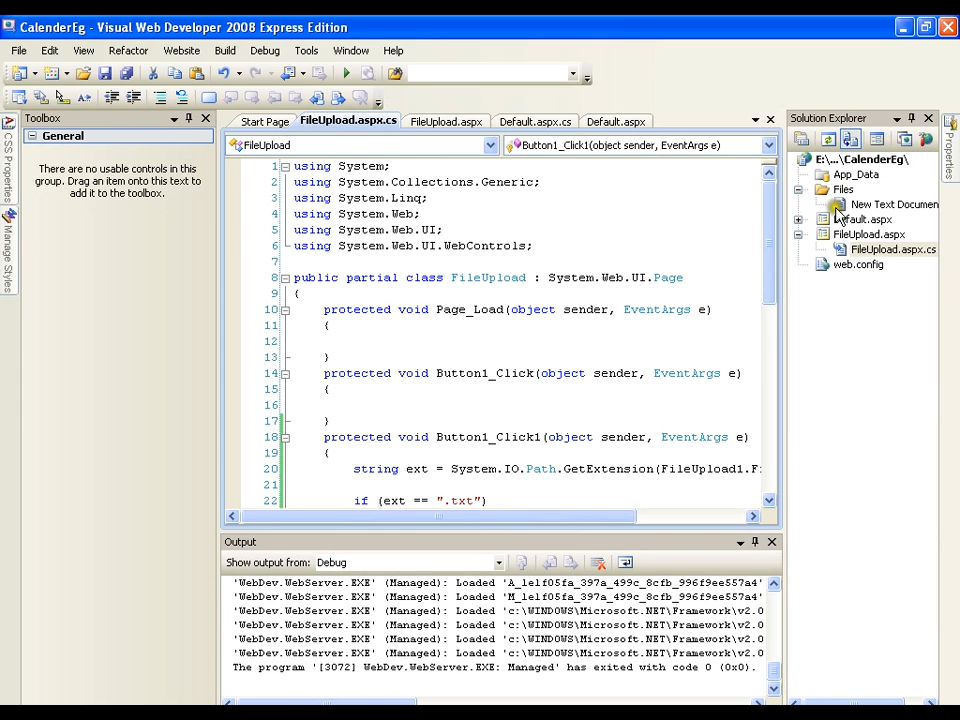 CalenderEg - Visual Web Developer 2008 Express Edition
File Edit View Refactor Website Build Debug Tools Window Help
Toolbox
General
There are no usable controls in this
group. Drag an item onto this text to
add it to the toolbox.
CSS Properties
Manage Styles
Start Page FileUpload.aspx.cs FileUpload.aspx Default.aspx.cs Default.aspx
FileUpload Button1_Click1(object sender, EventArgs e)
1 using System;
2 using System.Collections.Generic;
3 using System.Linq;
4 using System.Web;
5 using System.Web.UI;
6 using System.Web.UI.WebControls;
7
8 public partial class FileUpload : System.Web.UI.Page
9 {
10 protected void Page_Load(object sender, EventArgs e)
11 {
12
13 }
14 protected void Button1_Click(object sender, EventArgs e)
15 {
16
17 }
18 protected void Button1_Click1(object sender, EventArgs e)
19 {
20 string ext = System.IO.Path.GetExtension(FileUpload1.Fi
21
22 if (ext == ".txt")
Output
Show output from: Debug
'WebDev.WebServer.EXE' (Managed): Loaded 'A_1e1f05fa_397a_499c_8cfb_996f9ee557a4'
'WebDev.WebServer.EXE' (Managed): Loaded 'M_1e1f05fa_397a_499c_8cfb_996f9ee557a4'
'WebDev.WebServer.EXE' (Managed): Loaded 'c:\WINDOWS\Microsoft.NET\Framework\v2.0
'WebDev.WebServer.EXE' (Managed): Loaded 'c:\WINDOWS\Microsoft.NET\Framework\v2.0
'WebDev.WebServer.EXE' (Managed): Loaded 'c:\WINDOWS\Microsoft.NET\Framework\v2.0
'WebDev.WebServer.EXE' (Managed): Loaded 'c:\WINDOWS\Microsoft.NET\Framework\v2.0
The program '[3072] WebDev.WebServer.EXE: Managed' has exited with code 0 (0x0).
Solution Explorer
E:\...\CalenderEg\
App_Data
Files
New Text Documen
Default.aspx
FileUpload.aspx
FileUpload.aspx.cs
web.config
Properties